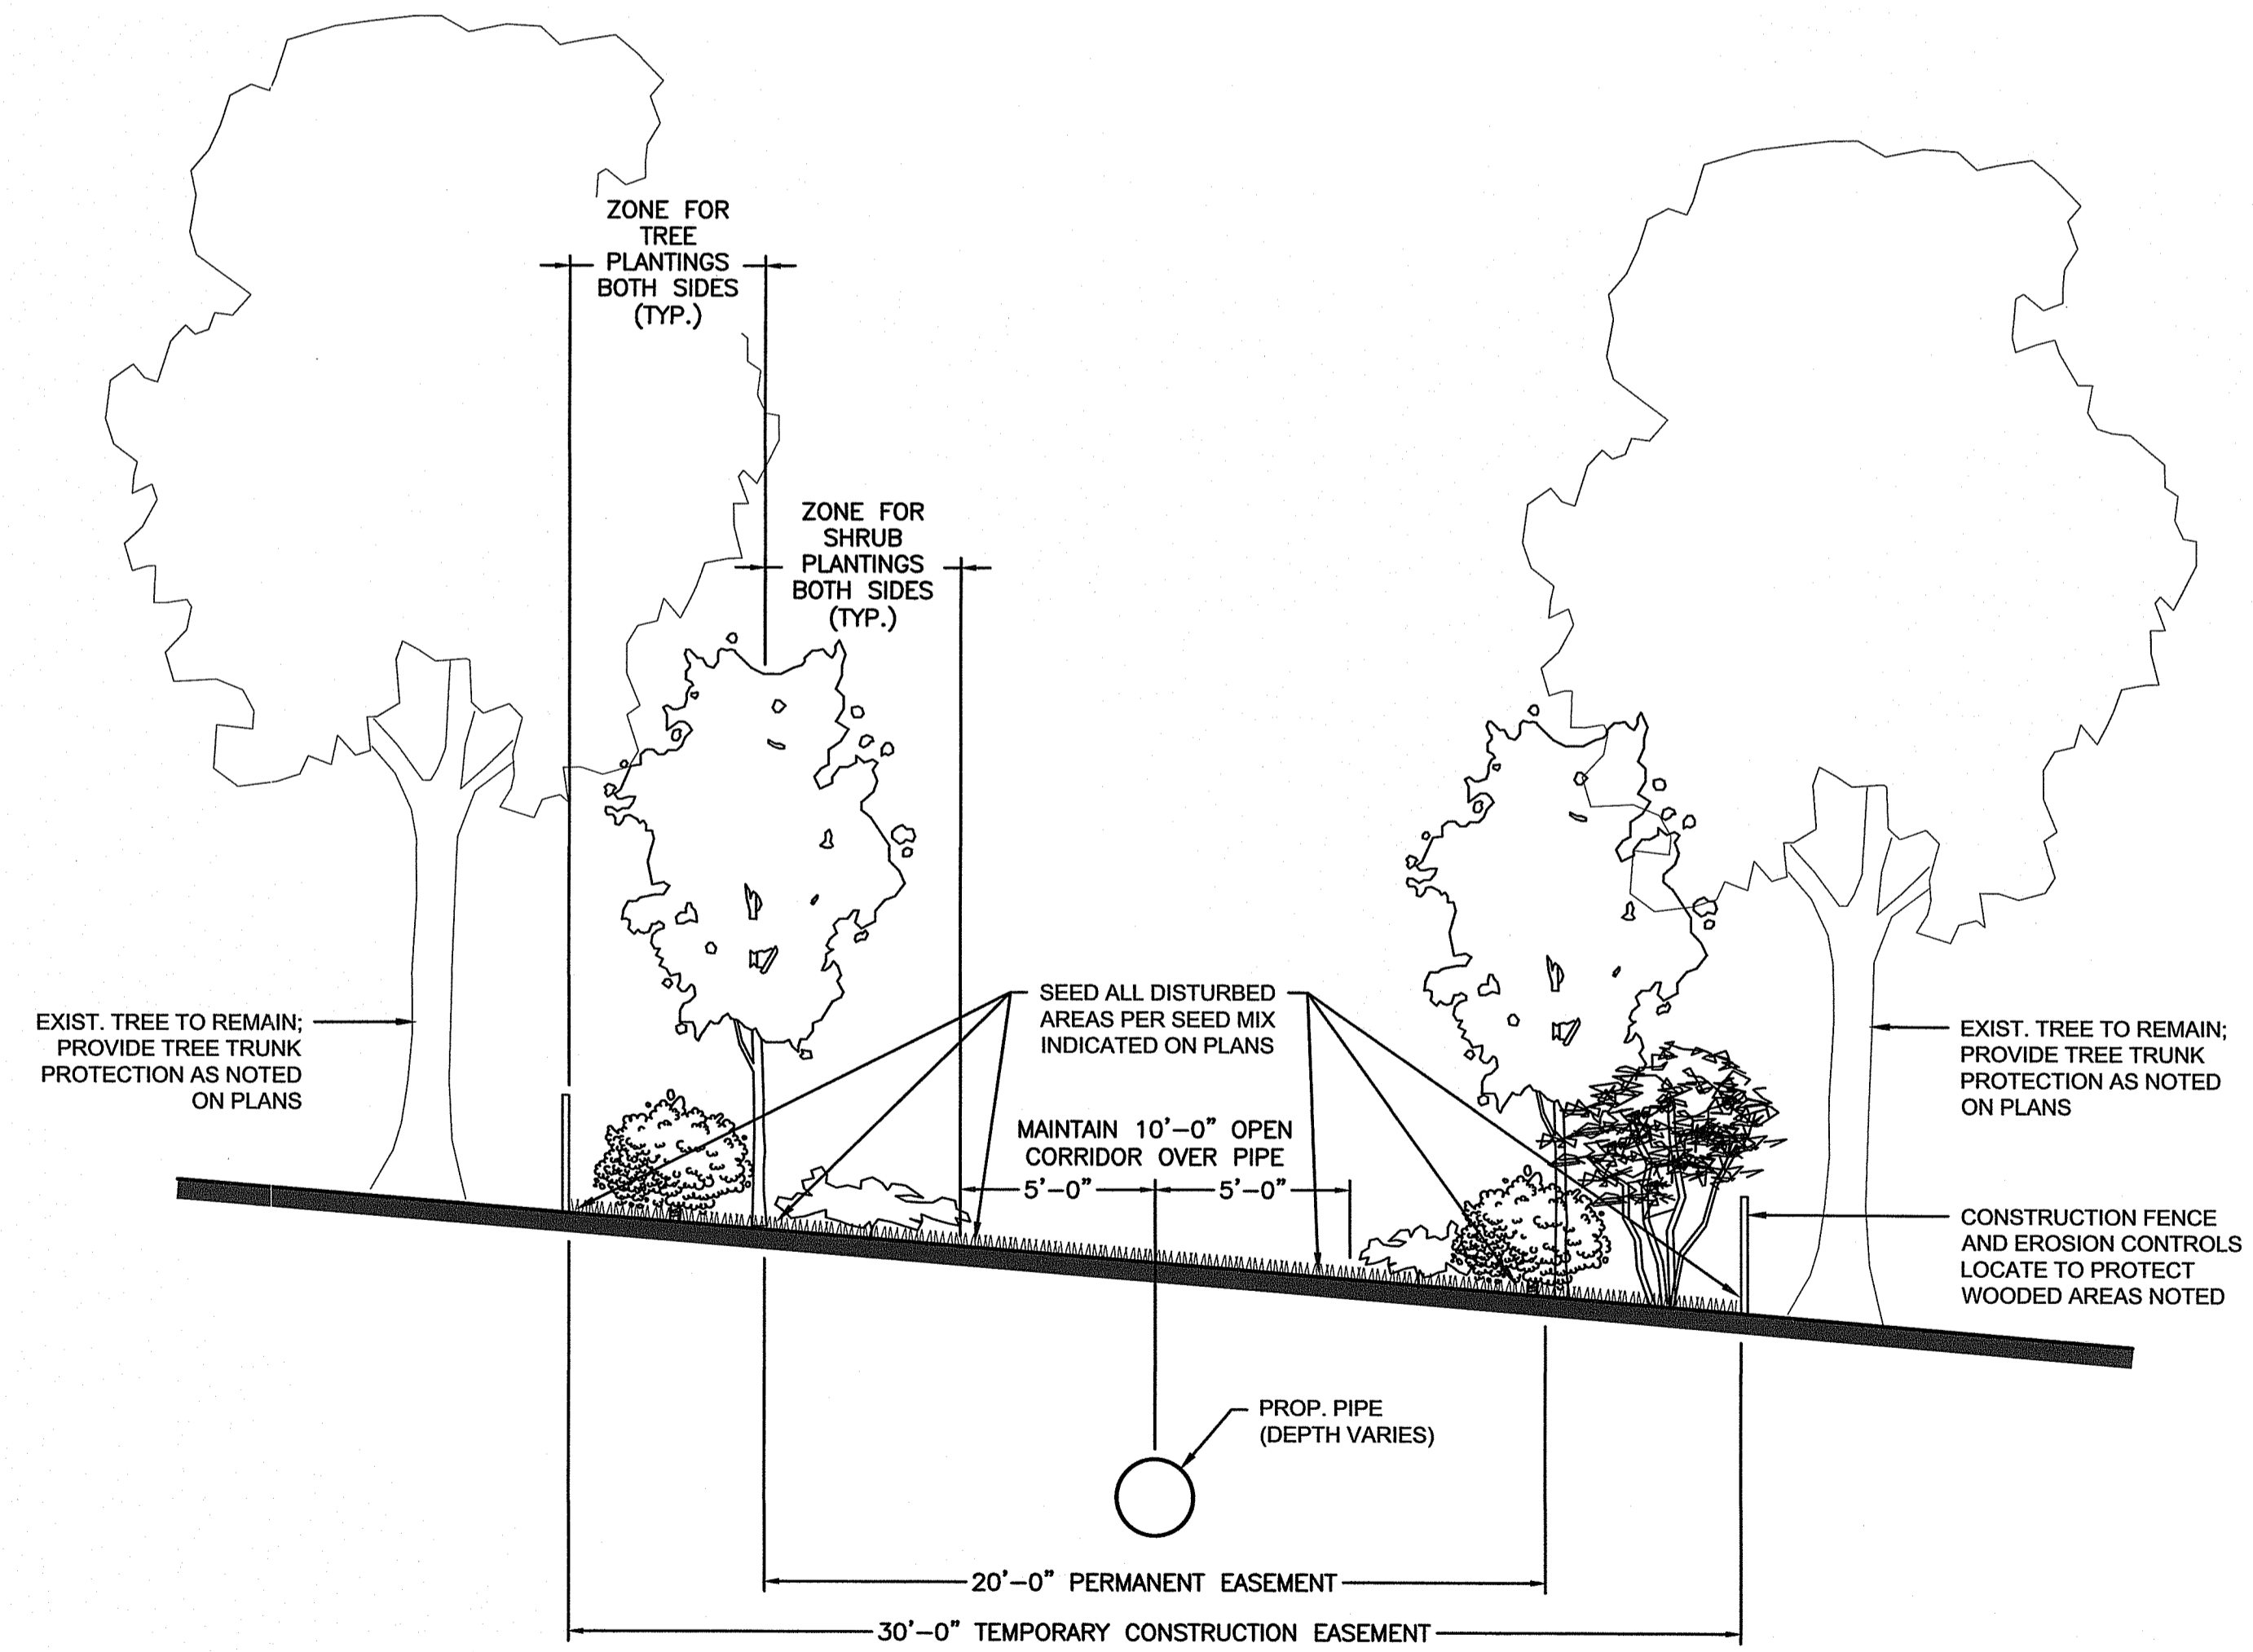 ZONE FOR
TREE
PLANTINGS
BOTH SIDES
(TYP.)
ZONE FOR
SHRUB
PLANTINGS
BOTH SIDES
(TYP.)
EXIST. TREE TO REMAIN;
PROVIDE TREE TRUNK
PROTECTION AS NOTED
ON PLANS
SEED ALL DISTURBED
AREAS PER SEED MIX
INDICATED ON PLANS
EXIST. TREE TO REMAIN;
PROVIDE TREE TRUNK
PROTECTION AS NOTED
ON PLANS
MAINTAIN 10'-0" OPEN
CORRIDOR OVER PIPE
5'-0" 5'-0"
CONSTRUCTION FENCE
AND EROSION CONTROLS
LOCATE TO PROTECT
WOODED AREAS NOTED
PROP. PIPE
(DEPTH VARIES)
20'-0" PERMANENT EASEMENT
30'-0" TEMPORARY CONSTRUCTION EASEMENT